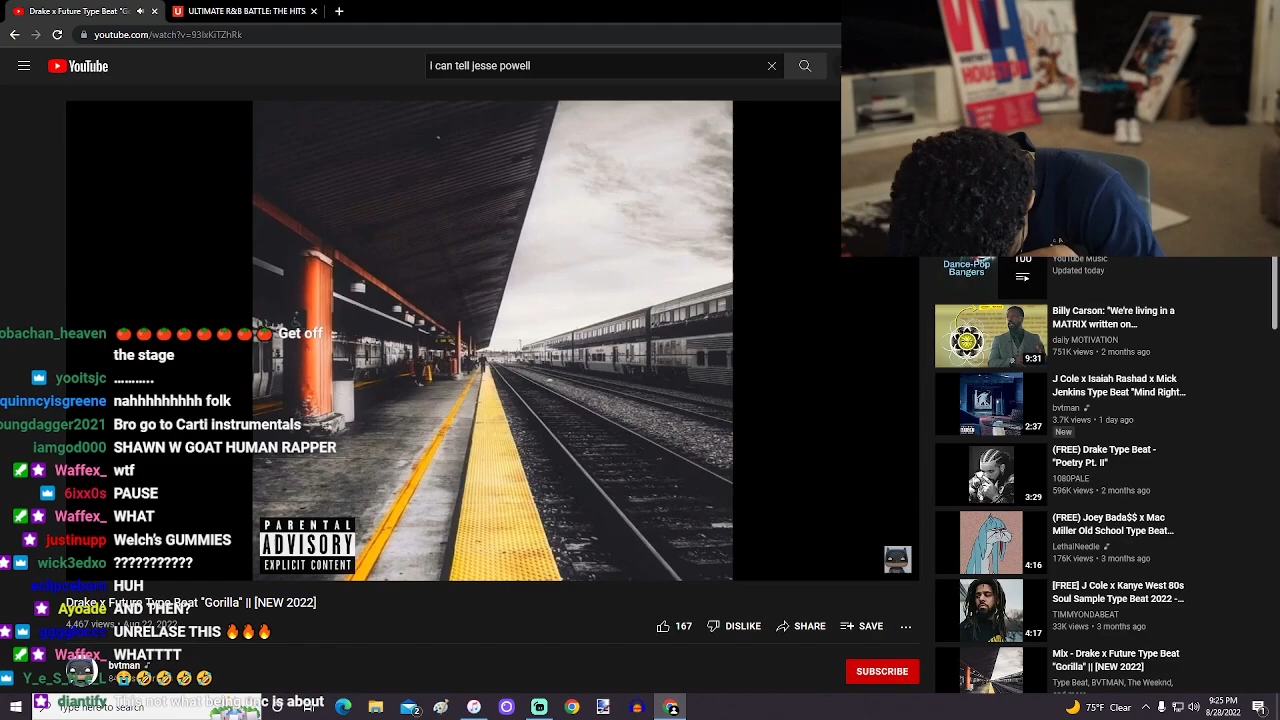 Drake x Future Type Beat "G
ULTIMATE R&B BATTLE: THE HITS
youtube.com/watch?v=93lxKiTZhRk
YouTube
I can tell jesse powell
HOUSTON
Dance-Pop
Bangers
100
YouTube Music
Updated today
Billy Carson: "We're living in a
MATRIX written on...
daily MOTIVATION
751K views • 2 months ago
9:31
J Cole x Isaiah Rashad x Mick
Jenkins Type Beat "Mind Right...
bvtman
3.7K views • 1 day ago
New
2:37
(FREE) Drake Type Beat -
"Poetry Pt. II"
1080PALE
596K views • 2 months ago
3:29
(FREE) Joey Bada$$ x Mac
Miller Old School Type Beat...
LethalNeedle
176K views • 3 months ago
4:16
[FREE] J Cole x Kanye West 80s
Soul Sample Type Beat 2022 -...
TIMMYONDABEAT
33K views • 3 months ago
4:17
Mix - Drake x Future Type Beat
"Gorilla" || [NEW 2022]
Type Beat, BVTMAN, The Weeknd,
obachan_heaven 🍅🍅🍅🍅🍅🍅🍅🍅 Get off
the stage
yooitsjc ..........
quinncyisgreene nahhhhhhhhh folk
oungdagger2021 Bro go to Carti instrumentals
iamgod000 SHAWN W GOAT HUMAN RAPPER
Waffex_ wtf
6ixx0s PAUSE
Waffex_ WHAT
justinupp Welch's GUMMIES
wick3edxo ???????????
HUH
Ayoade AND THEN?
UNRELASE THIS 🔥🔥🔥
Waffex_ WHATTTT
Y_e_S_
diantify This not what being unc is about
PARENTAL
ADVISORY
EXPLICIT CONTENT
Drake x Future Type Beat "Gorilla" || [NEW 2022]
4,467 views • Aug 22, 2022
167
DISLIKE
SHARE
SAVE
bvtman
SUBSCRIBE
Type here to search
75°F Clear
9:25 PM
8/28/2022